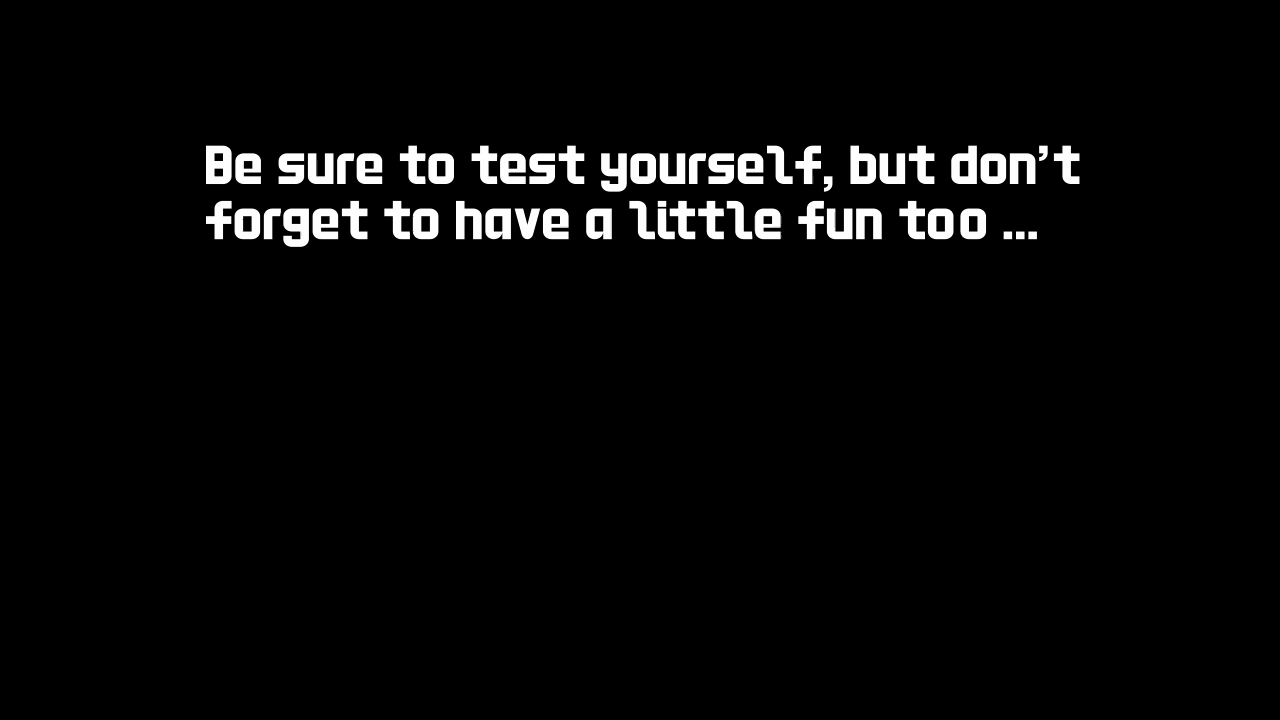 Be sure to test yourself, but don’t
forget to have a little fun too ...